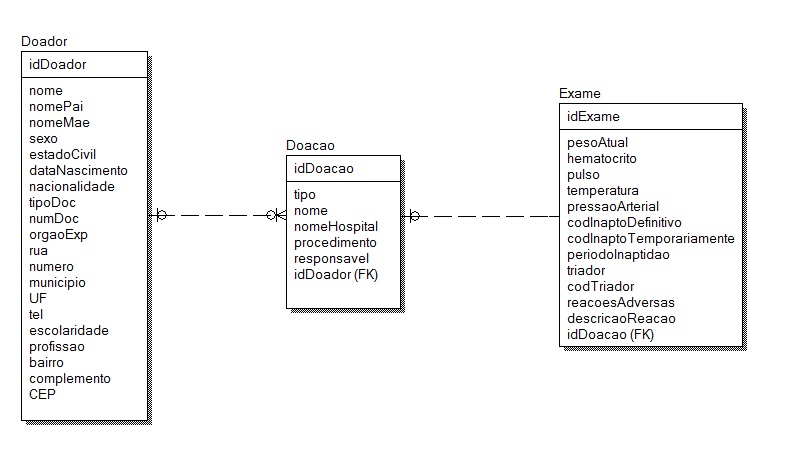 Doador
idDoador
nome
nomePai
nomeMae
sexo
estadoCivil
dataNascimento
nacionalidade
tipoDoc
numDoc
orgaoExp
rua
numero
municipio
UF
tel
escolaridade
profissao
bairro
complemento
CEP
Doacao
idDoacao
tipo
nome
nomeHospital
procedimento
responsavel
idDoador (FK)
Exame
idExame
pesoAtual
hematocrito
pulso
temperatura
pressaoArterial
codInaptoDefinitivo
codInaptoTemporariamente
periodoInaptidao
triador
codTriador
reacoesAdversas
descricaoReacao
idDoacao (FK)